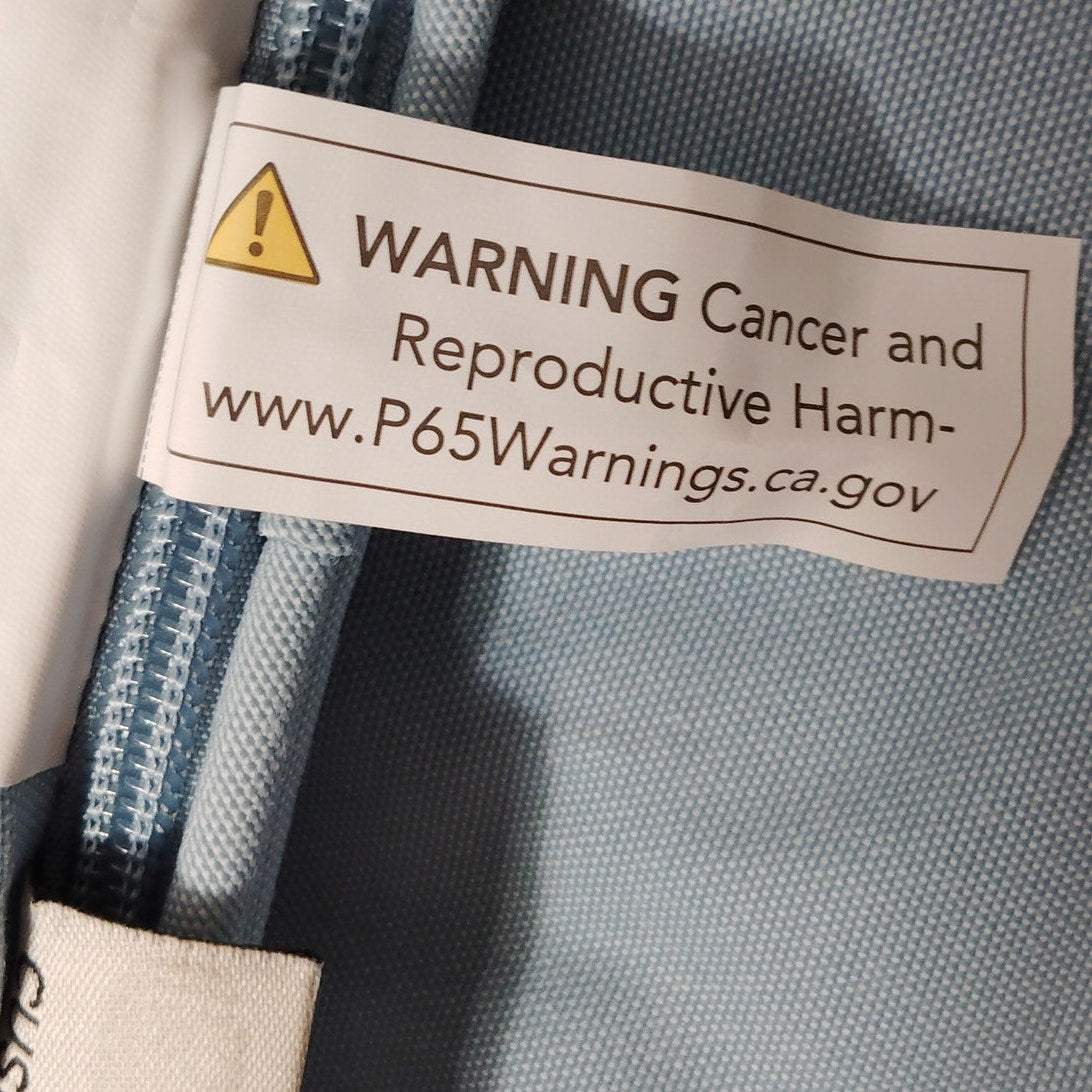 WARNING Cancer and
Reproductive Harm-
www.P65Warnings.ca.gov